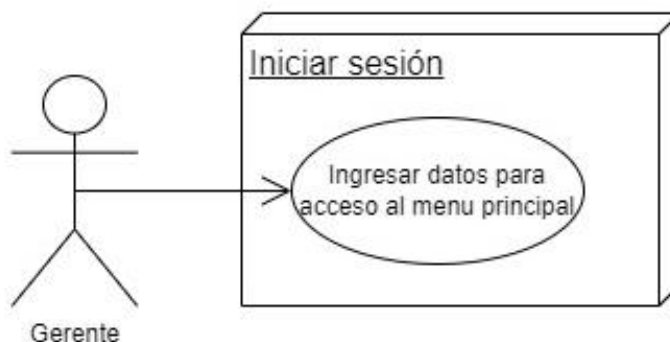 Iniciar sesión
Ingresar datos para
acceso al menu principal
Gerente